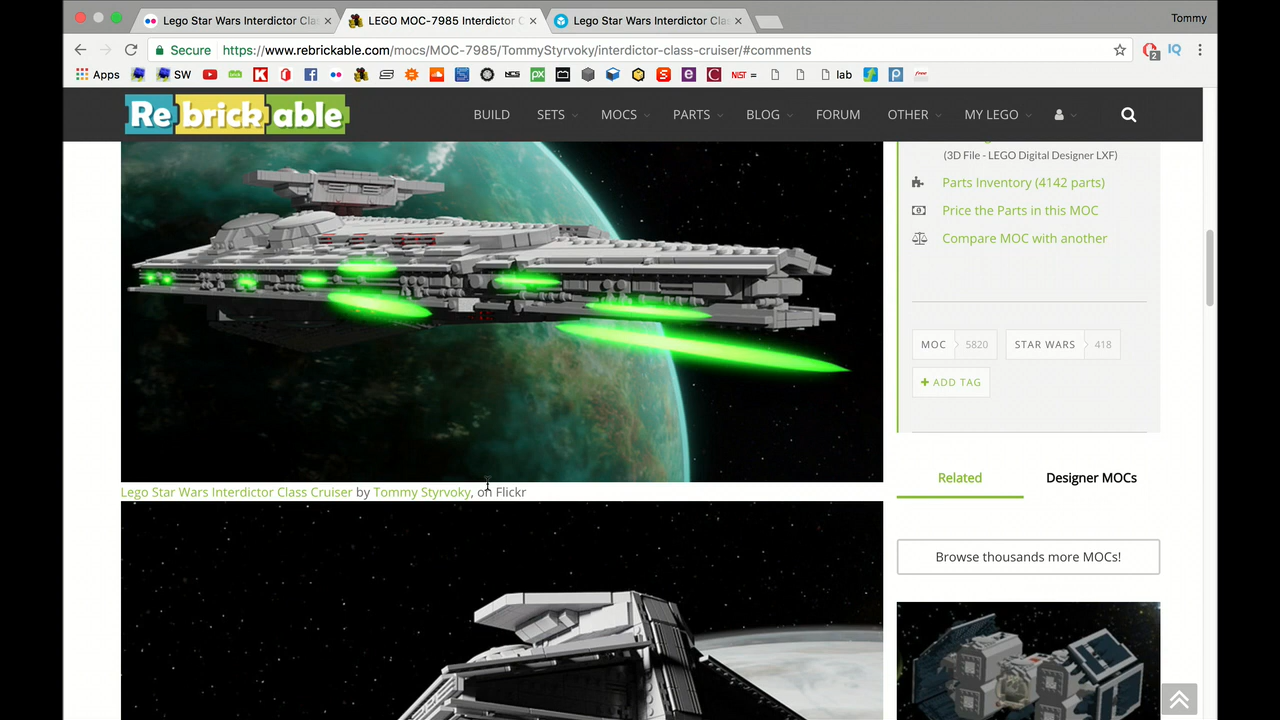 Lego Star Wars Interdictor Cla
LEGO MOC-7985 Interdictor C
Lego Star Wars Interdictor Clas
Tommy
Secure
https://www.rebrickable.com/mocs/MOC-7985/TommyStyrvoky/interdictor-class-cruiser/#comments
2
IQ
Apps
SW
lab
Rebrickable
BUILD SETS MOCS PARTS BLOG FORUM OTHER MY LEGO
(3D File - LEGO Digital Designer LXF)
Parts Inventory (4142 parts)
Price the Parts in this MOC
Compare MOC with another
MOC 5820 STAR WARS 418
+ ADD TAG
Related Designer MOCs
Lego Star Wars Interdictor Class Cruiser by Tommy Styrvoky, on Flickr
Browse thousands more MOCs!